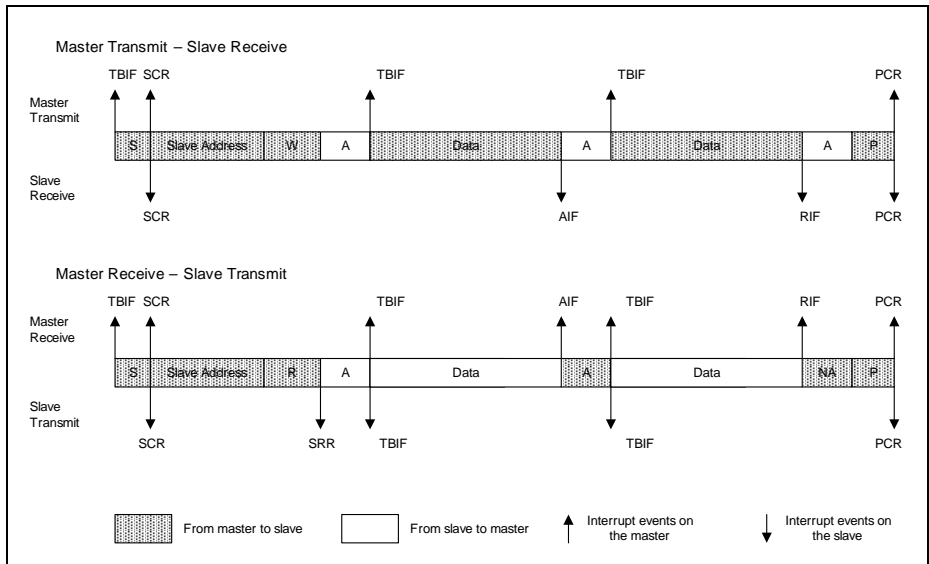 Master Transmit – Slave Receive
TBIF SCR TBIF TBIF PCR
Master
Transmit
S Slave Address W A Data A Data A P
Slave
Receive
SCR AIF RIF PCR
Master Receive – Slave Transmit
TBIF SCR TBIF AIF TBIF RIF PCR
Master
Receive
S Slave Address R A Data A Data NA P
Slave
Transmit
SCR SRR TBIF TBIF PCR
From master to slave
From slave to master
Interrupt events on
the master
Interrupt events on
the slave